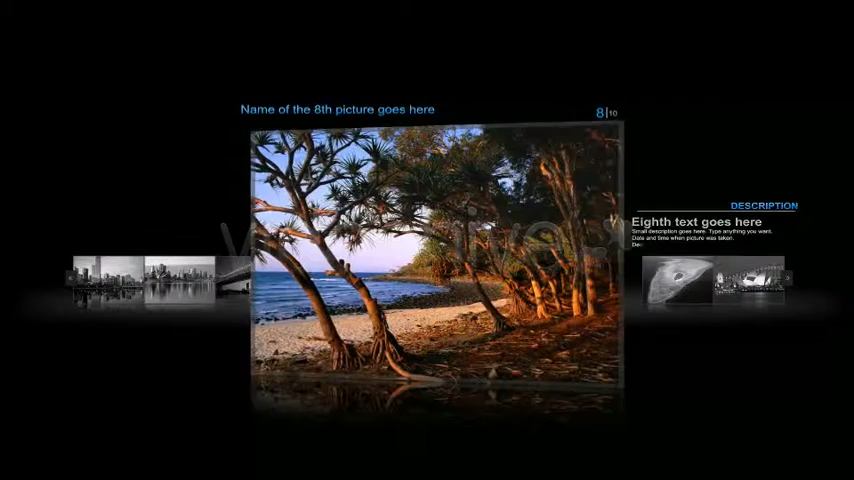 Name of the 8th picture goes here
8|10
DESCRIPTION
Eighth text goes here
Small description goes here. Type anything you want.
Date and time when picture was taken.
De